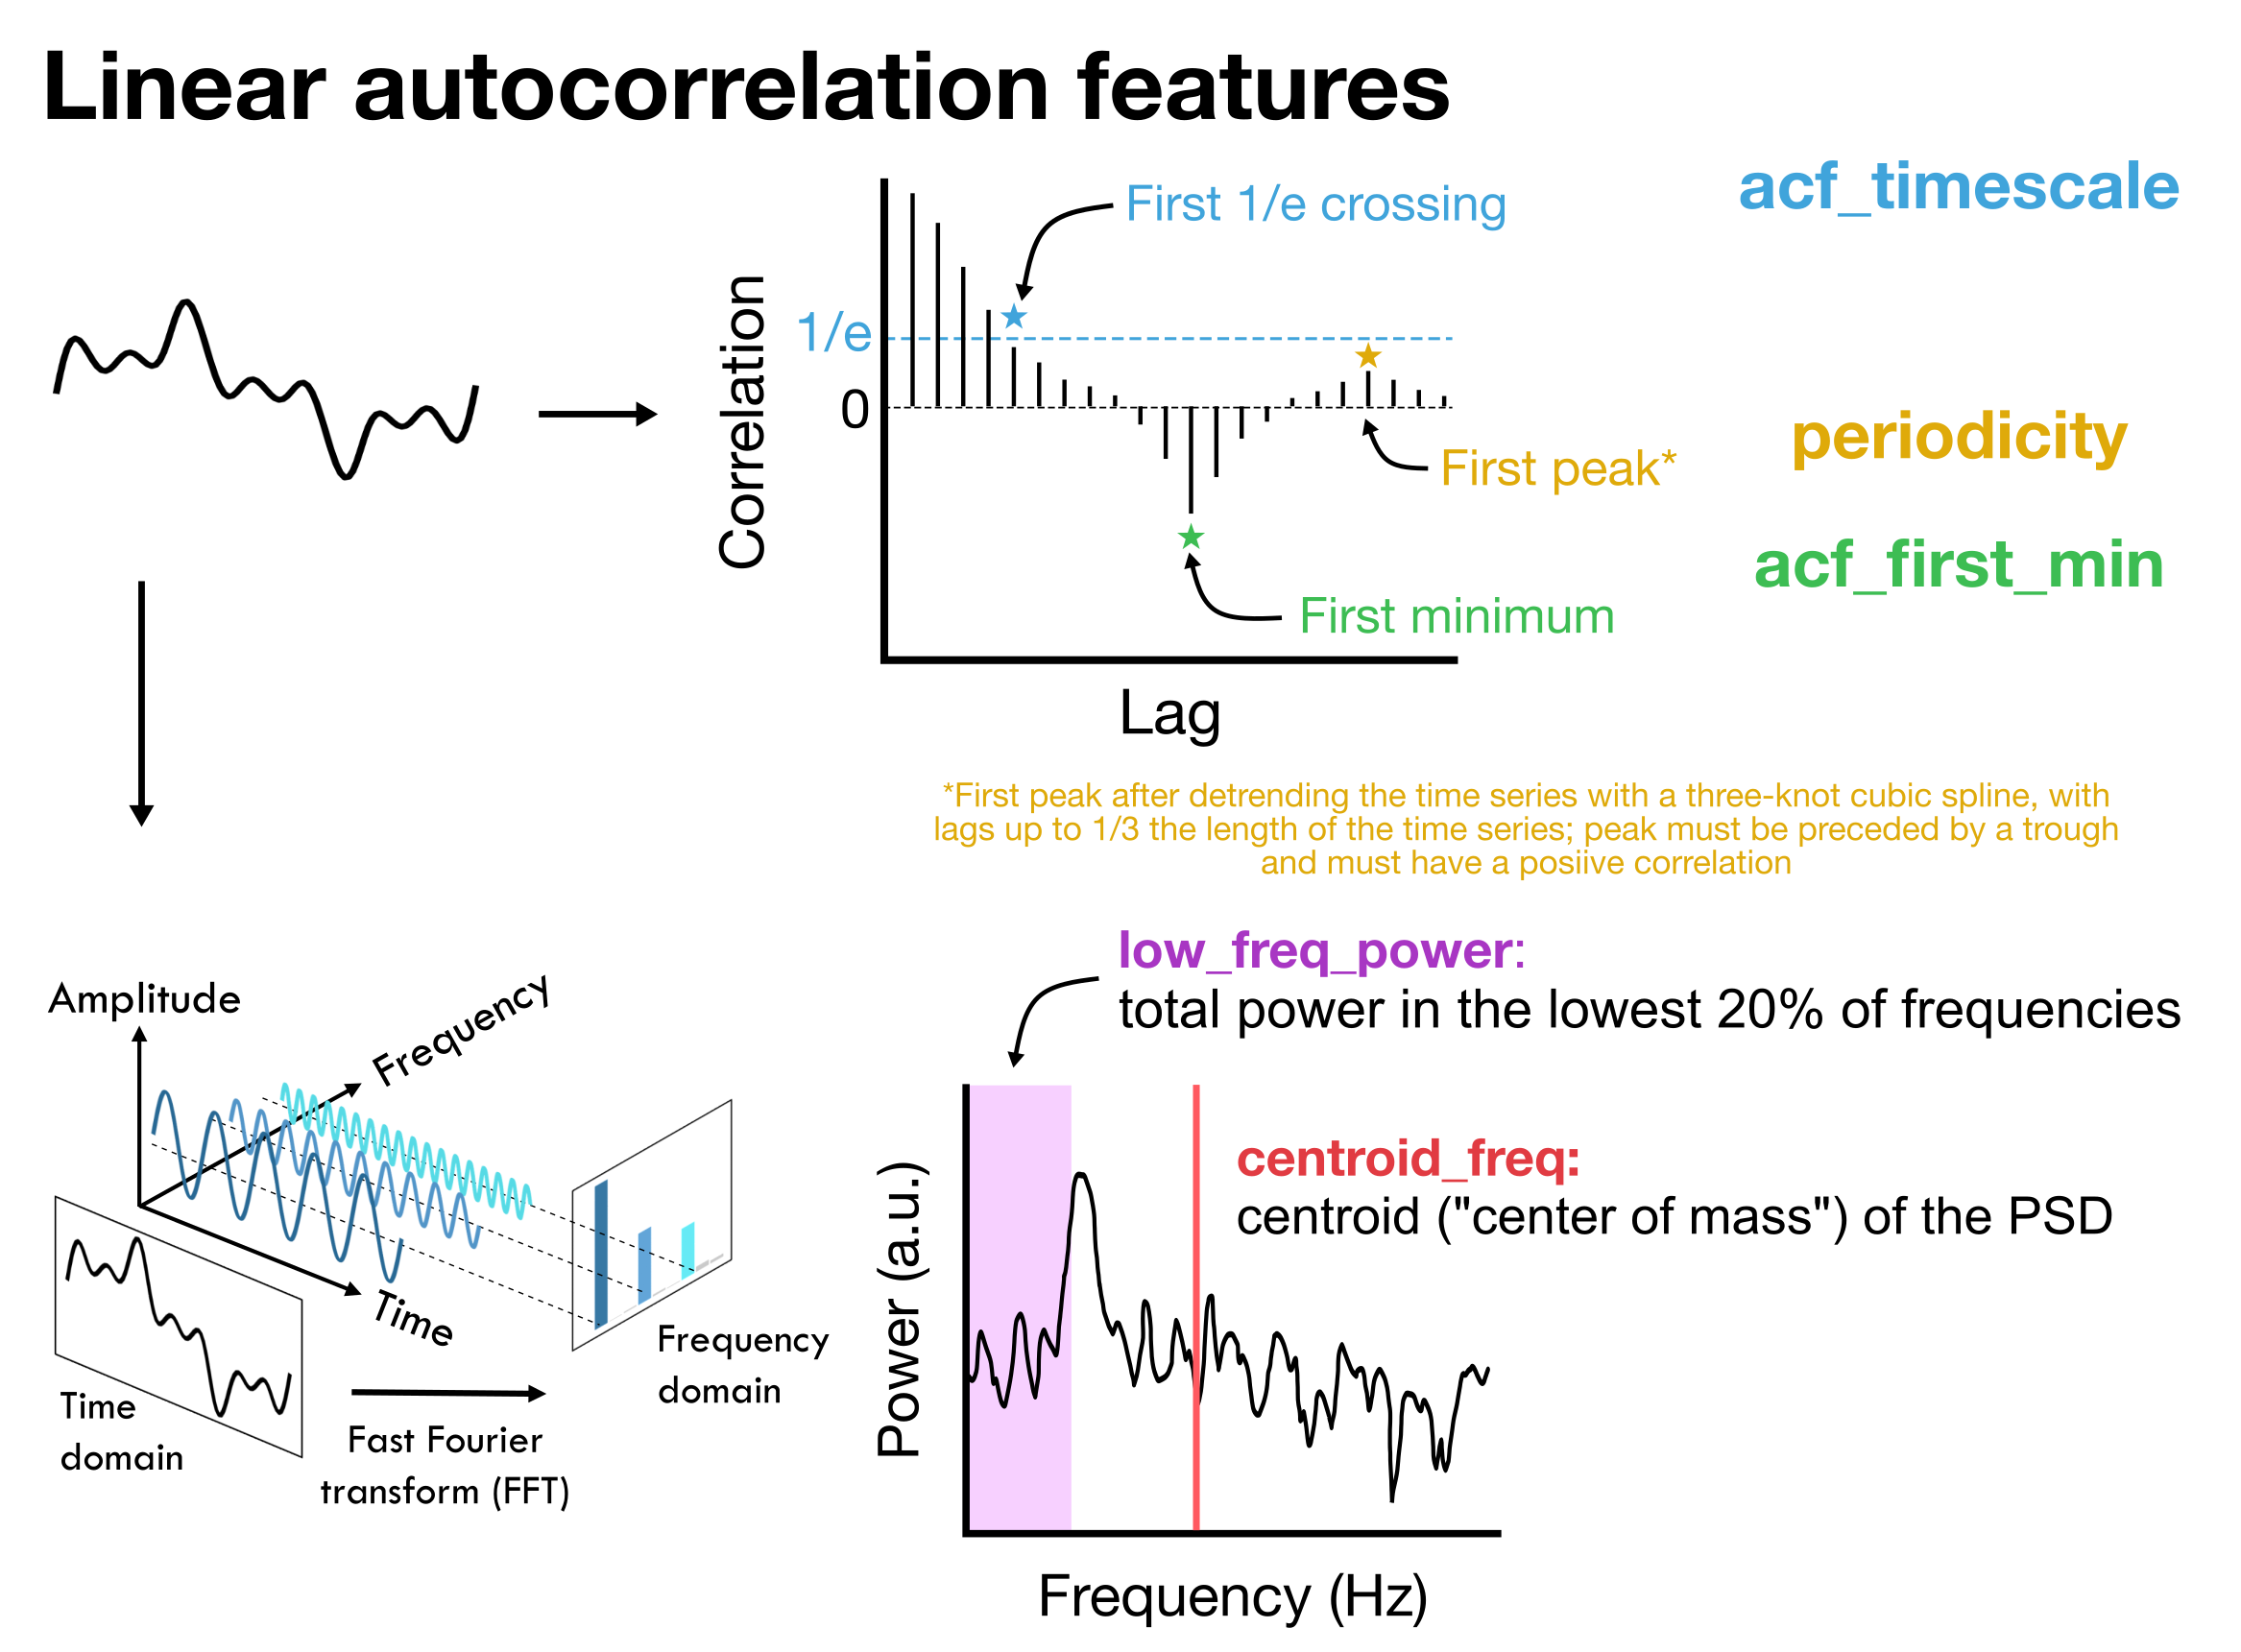 Linear autocorrelation features
acf_timescale
First 1/e crossing
Correlation
1/e
0
periodicity
First peak*
acf_first_min
First minimum
Lag
*First peak after detrending the time series with a three-knot cubic spline, with
lags up to 1/3 the length of the time series; peak must be preceded by a trough
and must have a posiive correlation
low_freq_power:
total power in the lowest 20% of frequencies
Amplitude
Frequency
Time
Time
domain
Fast Fourier
transform (FFT)
Frequency
domain
centroid_freq:
centroid ("center of mass") of the PSD
Power (a.u.)
Frequency (Hz)